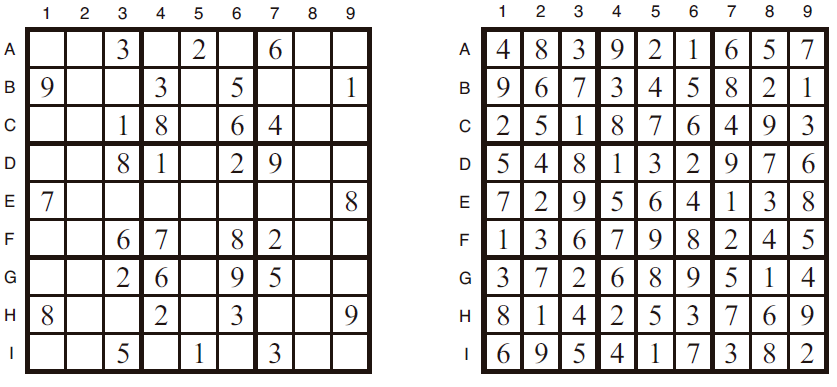 1 2 3 4 5 6 7 8 9 1 2 3 4 5 6 7 8 9
A 3 2 6 A 4 8 3 9 2 1 6 5 7
B 9 3 5 1 B 9 6 7 3 4 5 8 2 1
C 1 8 6 4 C 2 5 1 8 7 6 4 9 3
D 8 1 2 9 D 5 4 8 1 3 2 9 7 6
E 7 8 E 7 2 9 5 6 4 1 3 8
F 6 7 8 2 F 1 3 6 7 9 8 2 4 5
G 2 6 9 5 G 3 7 2 6 8 9 5 1 4
H 8 2 3 9 H 8 1 4 2 5 3 7 6 9
I 5 1 3 I 6 9 5 4 1 7 3 8 2